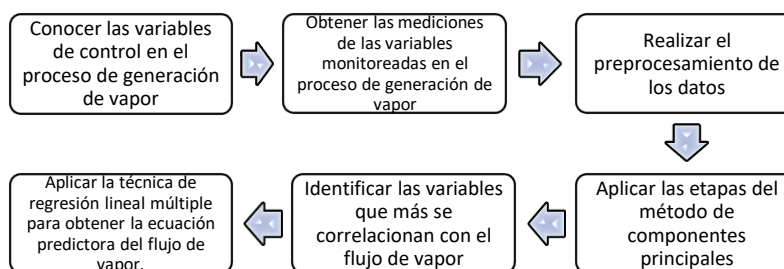 Conocer las variables
de control en el
proceso de generación
de vapor
Obtener las mediciones
de las variables
monitoreadas en el
proceso de generación de
vapor
Realizar el
preprocesamiento de
los datos
Aplicar las etapas del
método de
componentes
principales
Identificar las variables
que más se
correlacionan con el
flujo de vapor
Aplicar la técnica de
regresión lineal múltiple
para obtener la ecuación
predictora del flujo de
vapor.